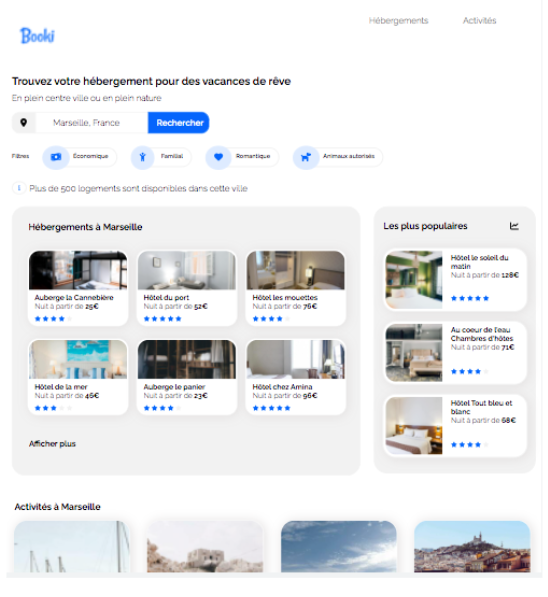 Hébergements Activités
Booki
Trouvez votre hébergement pour des vacances de rêve
En plein centre ville ou en plein nature
Marseille, France Rechercher
Filtres Économique Familial Romantique Animaux autorisés
Plus de 500 logements sont disponibles dans cette ville
Hébergements à Marseille
Auberge la Cannebière
Nuit à partir de 25€
Hôtel du port
Nuit à partir de 52€
Hôtel les mouettes
Nuit à partir de 76€
Hôtel de la mer
Nuit à partir de 46€
Auberge le panier
Nuit à partir de 23€
Hôtel chez Amina
Nuit à partir de 96€
Afficher plus
Les plus populaires
Hôtel le soleil du
matin
Nuit à partir de 128€
Au coeur de l'eau
Chambres d'hôtes
Nuit à partir de 71€
Hôtel Tout bleu et
blanc
Nuit à partir de 68€
Activités à Marseille